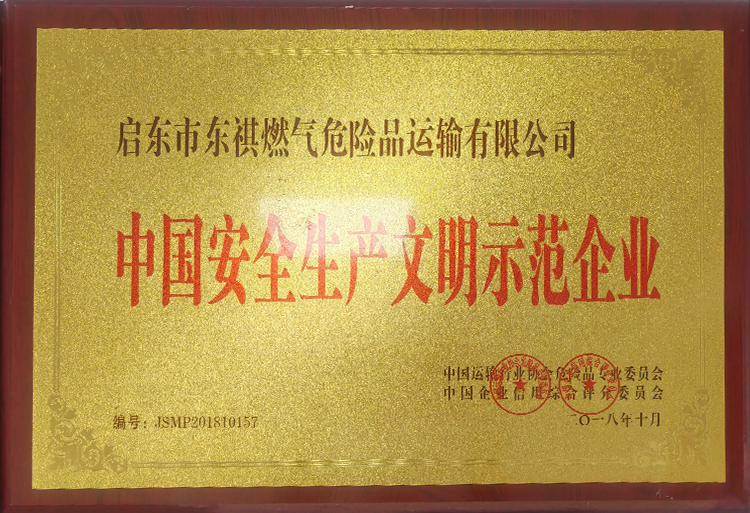 启东市东祺燃气危险品运输有限公司
中国安全生产文明示范企业
中国运输行业协会危险品专业委员会
中国企业信用综合评介委员会
编号：JSMP201810157
二〇一八年十月